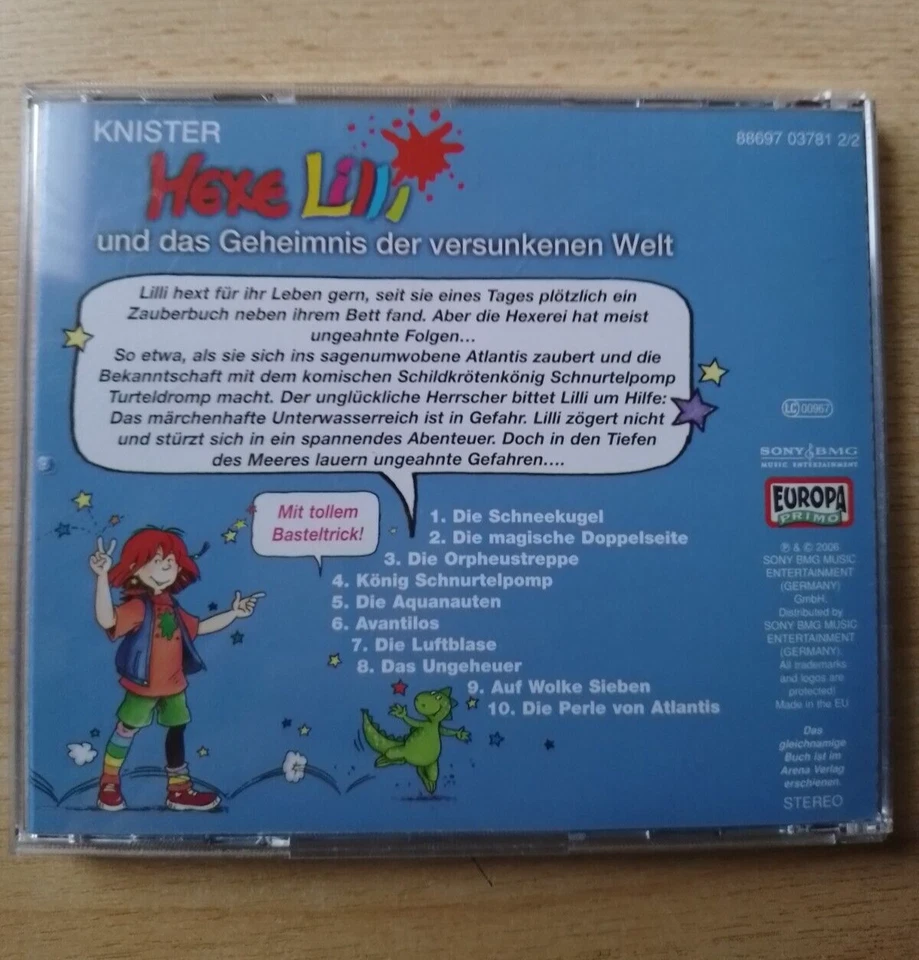 KNISTER
88697 03781 2/2
Hexe Lilli
und das Geheimnis der versunkenen Welt
Lilli hext für ihr Leben gern, seit sie eines Tages plötzlich ein
Zauberbuch neben ihrem Bett fand. Aber die Hexerei hat meist
ungeahnte Folgen...
So etwa, als sie sich ins sagenumwobene Atlantis zaubert und die
Bekanntschaft mit dem komischen Schildkrötenkönig Schnurtelpomp
Turteldromp macht. Der unglückliche Herrscher bittet Lilli um Hilfe:
Das märchenhafte Unterwasserreich ist in Gefahr. Lilli zögert nicht
und stürzt sich in ein spannendes Abenteuer. Doch in den Tiefen
des Meeres lauern ungeahnte Gefahren....
Mit tollem
Basteltrick!
1. Die Schneekugel
2. Die magische Doppelseite
3. Die Orpheustreppe
4. König Schnurtelpomp
5. Die Aquanauten
6. Avantilos
7. Die Luftblase
8. Das Ungeheuer
9. Auf Wolke Sieben
10. Die Perle von Atlantis
LC 00967
SONY BMG
MUSIC ENTERTAINMENT
EUROPA
PRIMO
℗ & © 2006
SONY BMG MUSIC
ENTERTAINMENT
(GERMANY)
GmbH.
Distributed by
SONY BMG MUSIC
ENTERTAINMENT
(GERMANY).
All trademarks
and logos are
protected!
Made in the EU
Das
gleichnamige
Buch ist im
Arena Verlag
erschienen.
STEREO